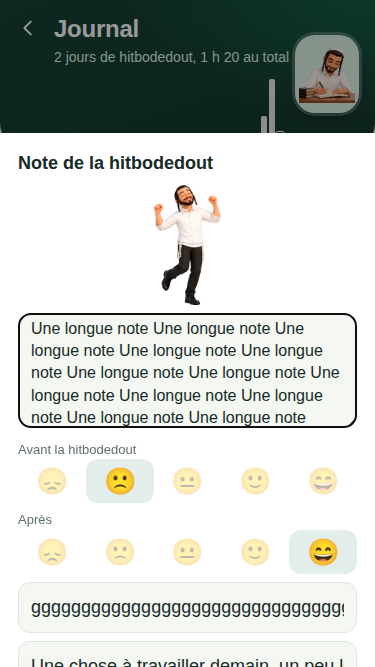 Journal
2 jours de hitbodedout, 1 h 20 au total
Note de la hitbodedout
Une longue note Une longue note Une
longue note Une longue note Une longue
note Une longue note Une longue note Une
longue note Une longue note Une longue
note Une longue note Une longue note
Avant la hitbodedout
Après
gggggggggggggggggggggggggggggggg
Une chose à travailler demain, un peu